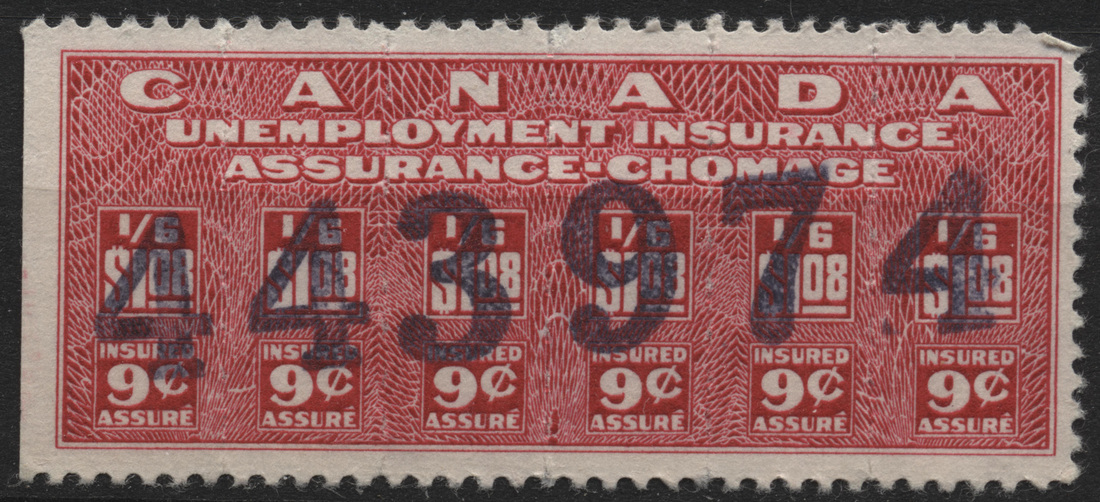 CANADA
UNEMPLOYMENT INSURANCE
ASSURANCE-CHOMAGE
443974
1/6 1/6 1/6 1/6 1/6 1/6
$1.08 $1.08 $1.08 $1.08 $1.08 $1.08
INSURED INSURED INSURED INSURED INSURED INSURED
9¢ 9¢ 9¢ 9¢ 9¢ 9¢
ASSURÉ ASSURÉ ASSURÉ ASSURÉ ASSURÉ ASSURÉ